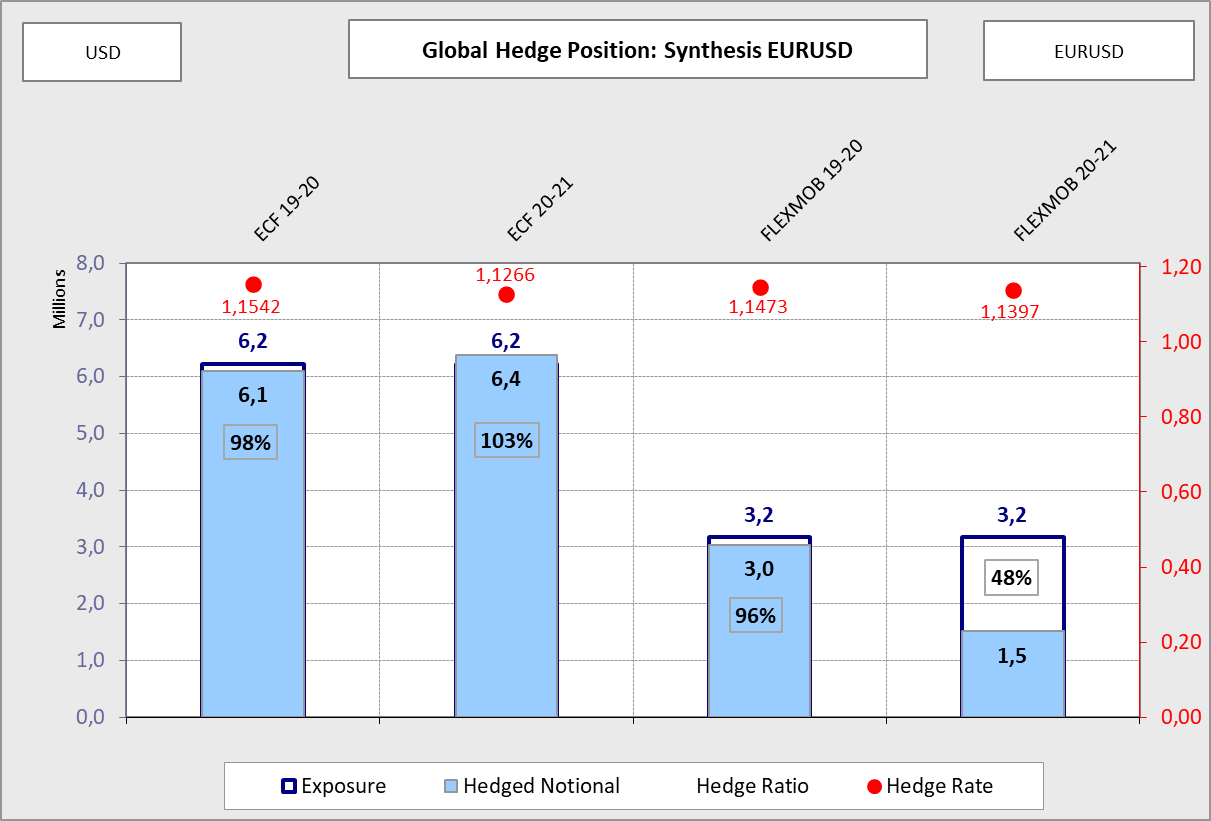 USD
Global Hedge Position: Synthesis EURUSD
EURUSD
ECF 19-20
ECF 20-21
FLEXMOB 19-20
FLEXMOB 20-21
Millions
8,0
7,0
6,0
5,0
4,0
3,0
2,0
1,0
0,0
1,1542
1,1266
1,1473
1,1397
6,2
6,2
3,2
3,2
6,1
6,4
3,0
1,5
98%
103%
96%
48%
1,20
1,00
0,80
0,60
0,40
0,20
0,00
Exposure
Hedged Notional
Hedge Ratio
Hedge Rate